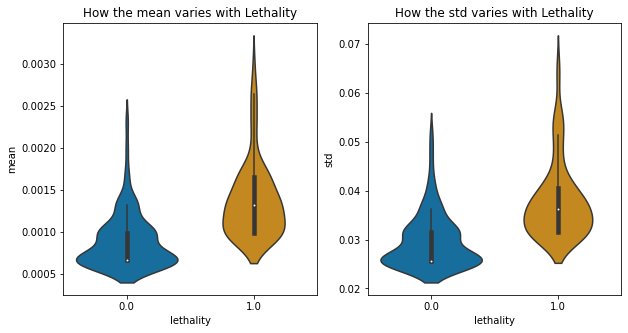 How the mean varies with Lethality
mean
0.0030
0.0025
0.0020
0.0015
0.0010
0.0005
0.0
1.0
lethality
How the std varies with Lethality
std
0.07
0.06
0.05
0.04
0.03
0.02
0.0
1.0
lethality